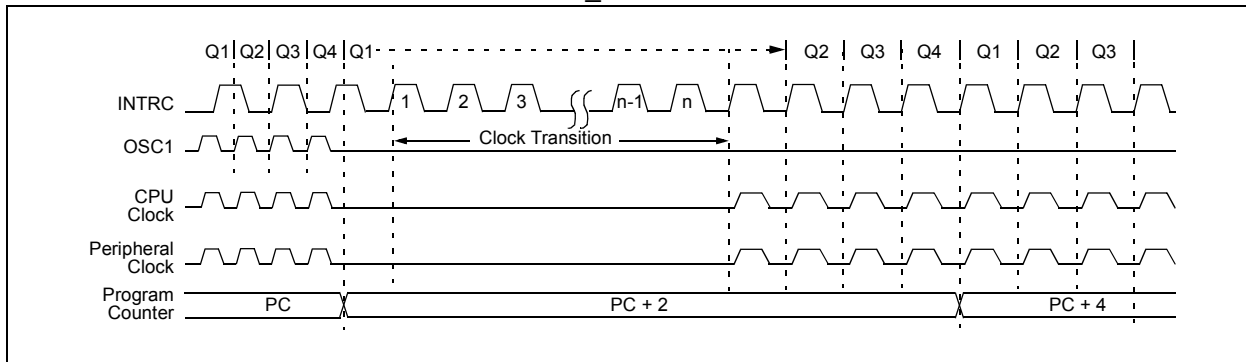 Q1 Q2 Q3 Q4 Q1 Q2 Q3 Q4 Q1 Q2 Q3
INTRC 1 2 3 n-1 n
Clock Transition
OSC1
CPU
Clock
Peripheral
Clock
Program
Counter
PC PC + 2 PC + 4